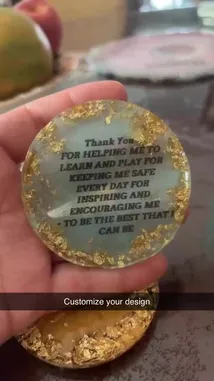 Thank You
FOR HELPING ME TO
LEARN AND PLAY FOR
KEEPING ME SAFE
EVERY DAY FOR
INSPIRING AND
ENCOURAGING ME
- TO BE THE BEST THAT I
CAN BE
Customize your design